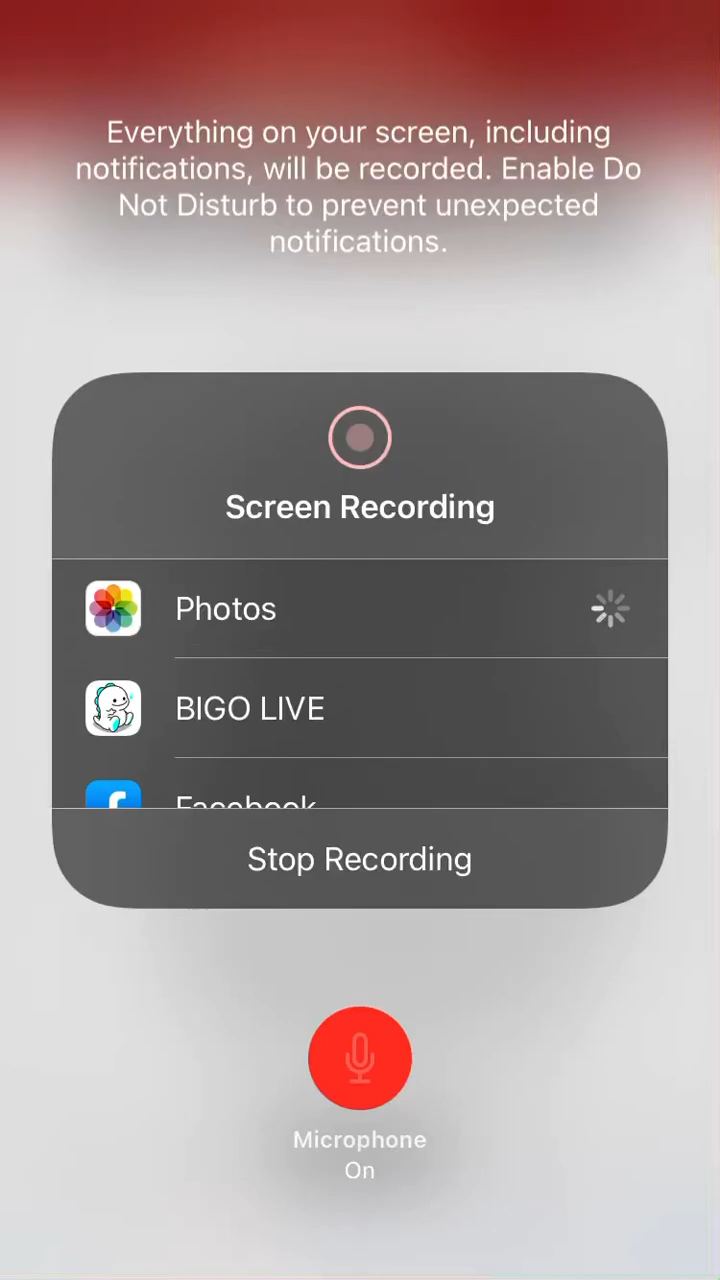 Everything on your screen, including
notifications, will be recorded. Enable Do
Not Disturb to prevent unexpected
notifications.
Screen Recording
Photos
BIGO LIVE
Facebook
Stop Recording
Microphone
On